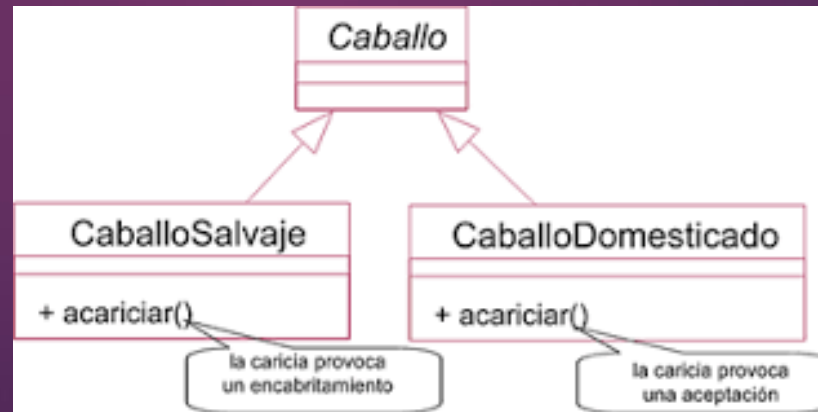 Caballo
CaballoSalvaje
+ acariciar()
la caricia provoca
un encabritamiento
CaballoDomesticado
+ acariciar()
la caricia provoca
una aceptación